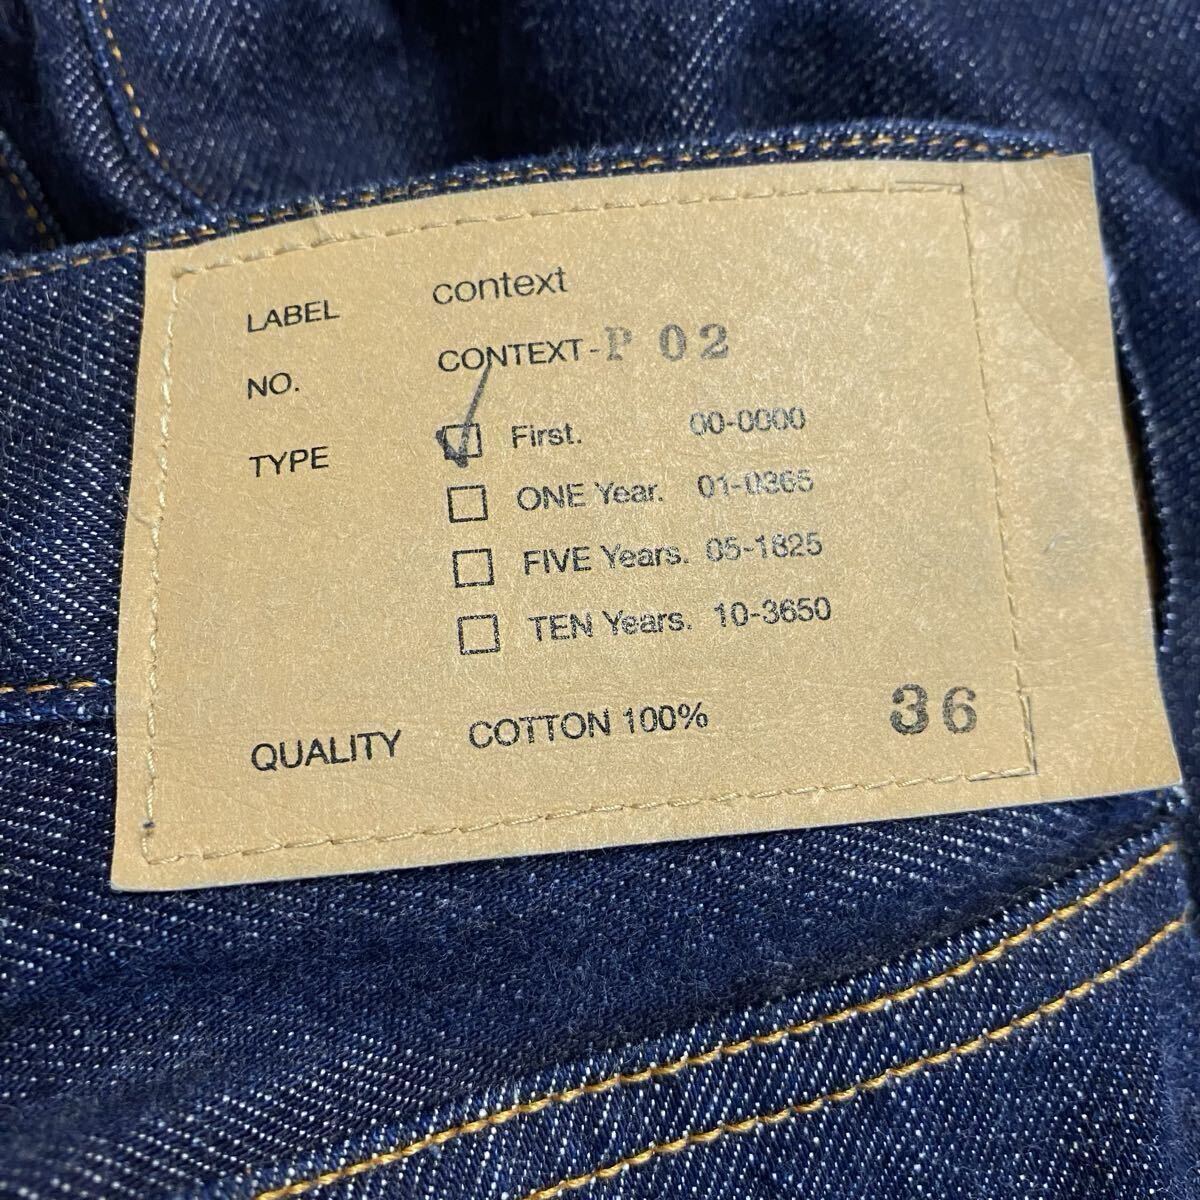 LABEL context
NO. CONTEXT-P 02
TYPE First. 00-0000
ONE Year. 01-0365
FIVE Years. 05-1825
TEN Years. 10-3650
QUALITY COTTON 100% 36